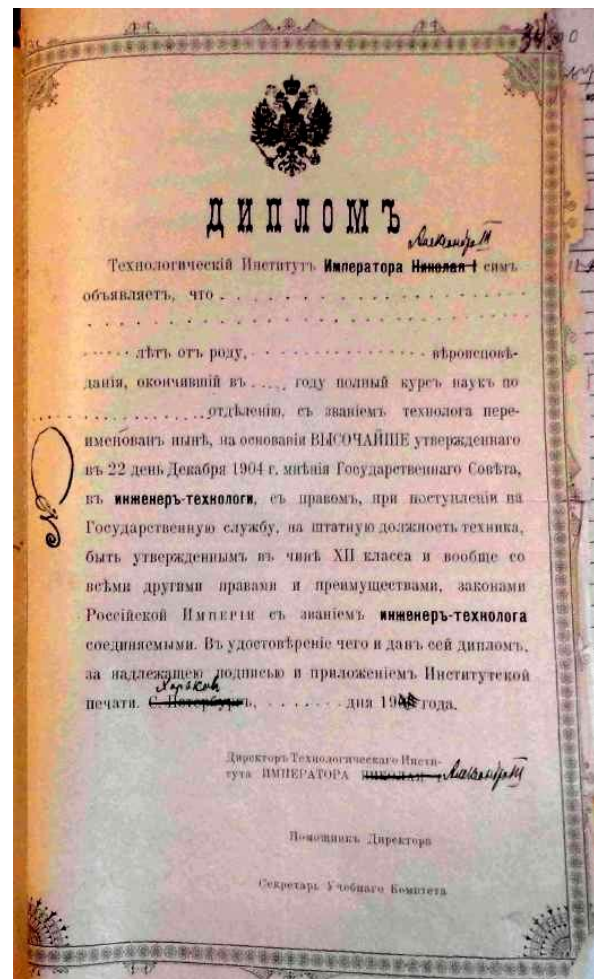 34.
ДИПЛОМЪ
Александра III
Технологическій Институтъ Императора Николая I симъ
объявляетъ, что . . . . . . . . . . . . . . . . . . . .
. . . . . . . . . . . . . . . . . . . . . . . . . . . .
. . . . . лѣтъ отъ роду, . . . . . . . . . . . . . . . вѣроисповѣ-
данія, окончившій въ . . . . году полный курсъ наукъ по
. . . . . . . . . . . . . . . отдѣленію, съ званіемъ технолога пере-
именованъ нынѣ, на основаніи ВЫСОЧАЙШЕ утвержденнаго
въ 22 день Декабря 1904 г. мнѣнія Государственнаго Совѣта,
въ инженеръ-технологи, съ правомъ, при поступленіи на
Государственную службу, на штатную должность техника,
быть утвержденнымъ въ чинѣ XII класса и вообще со
всѣми другими правами и преимуществами, законами
Россійской Имперіи съ званіемъ инженеръ-технолога
соединяемыми. Въ удостовѣреніе чего и данъ сей дипломъ,
за надлежащею подписью и приложеніемъ Институтской
Харьков
печати. С.-Петербургъ, . . . . . . . дня 19 года.
№
Директоръ Технологическаго Инсти-
тута ИМПЕРАТОРА НИКОЛАЯ I Александра III
Помощникъ Директора
Секретарь Учебнаго Комитета